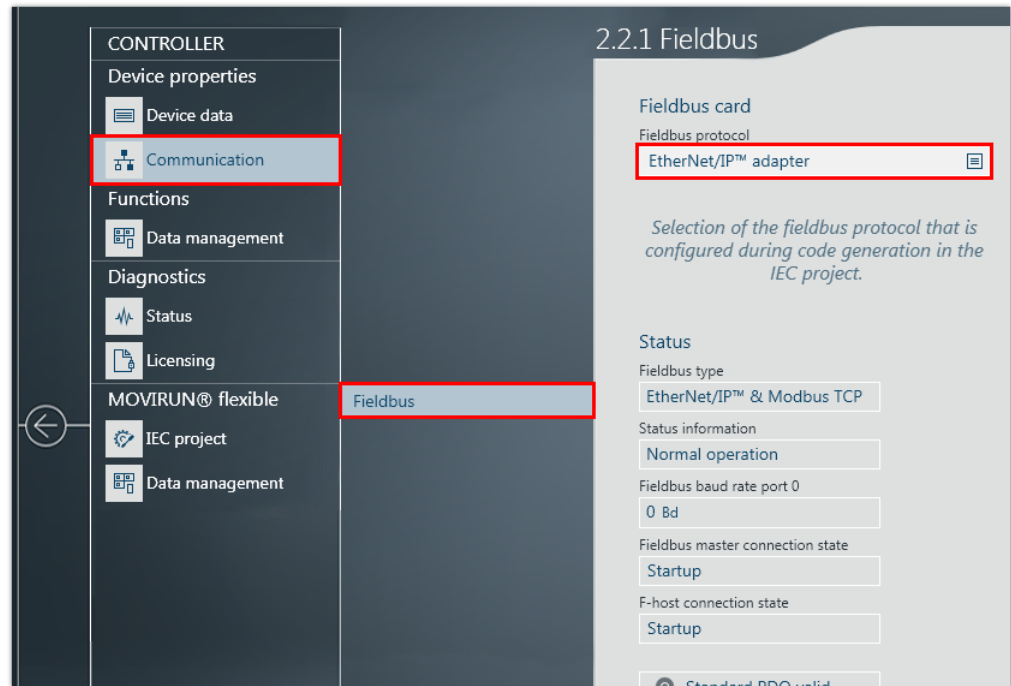 CONTROLLER
Device properties
Device data
Communication
Functions
Data management
Diagnostics
Status
Licensing
MOVIRUN® flexible
IEC project
Data management
Fieldbus
2.2.1 Fieldbus
Fieldbus card
Fieldbus protocol
EtherNet/IP™ adapter
Selection of the fieldbus protocol that is
configured during code generation in the
IEC project.
Status
Fieldbus type
EtherNet/IP™ & Modbus TCP
Status information
Normal operation
Fieldbus baud rate port 0
0 Bd
Fieldbus master connection state
Startup
F-host connection state
Startup
Standard PDO valid